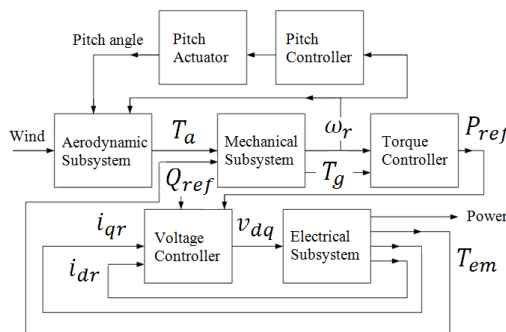 Pitch angle
Pitch
Actuator
Pitch
Controller
Wind
Aerodynamic
Subsystem
T_a
Mechanical
Subsystem
ω_r
T_g
Torque
Controller
P_ref
Q_ref
i_qr
i_dr
Voltage
Controller
v_dq
Electrical
Subsystem
Power
T_em